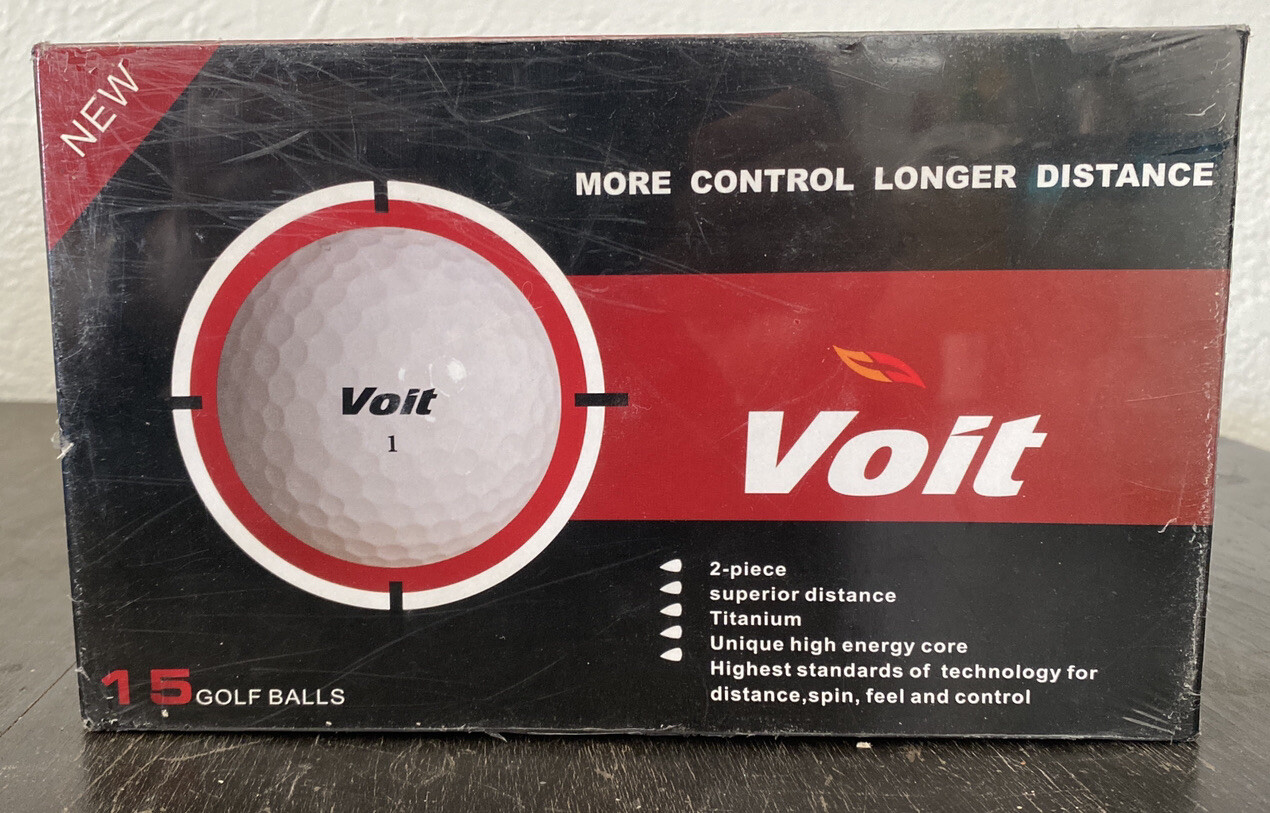 NEW
MORE CONTROL LONGER DISTANCE
Voit
1
Voit
2-piece
superior distance
Titanium
Unique high energy core
Highest standards of technology for
distance,spin, feel and control
15 GOLF BALLS